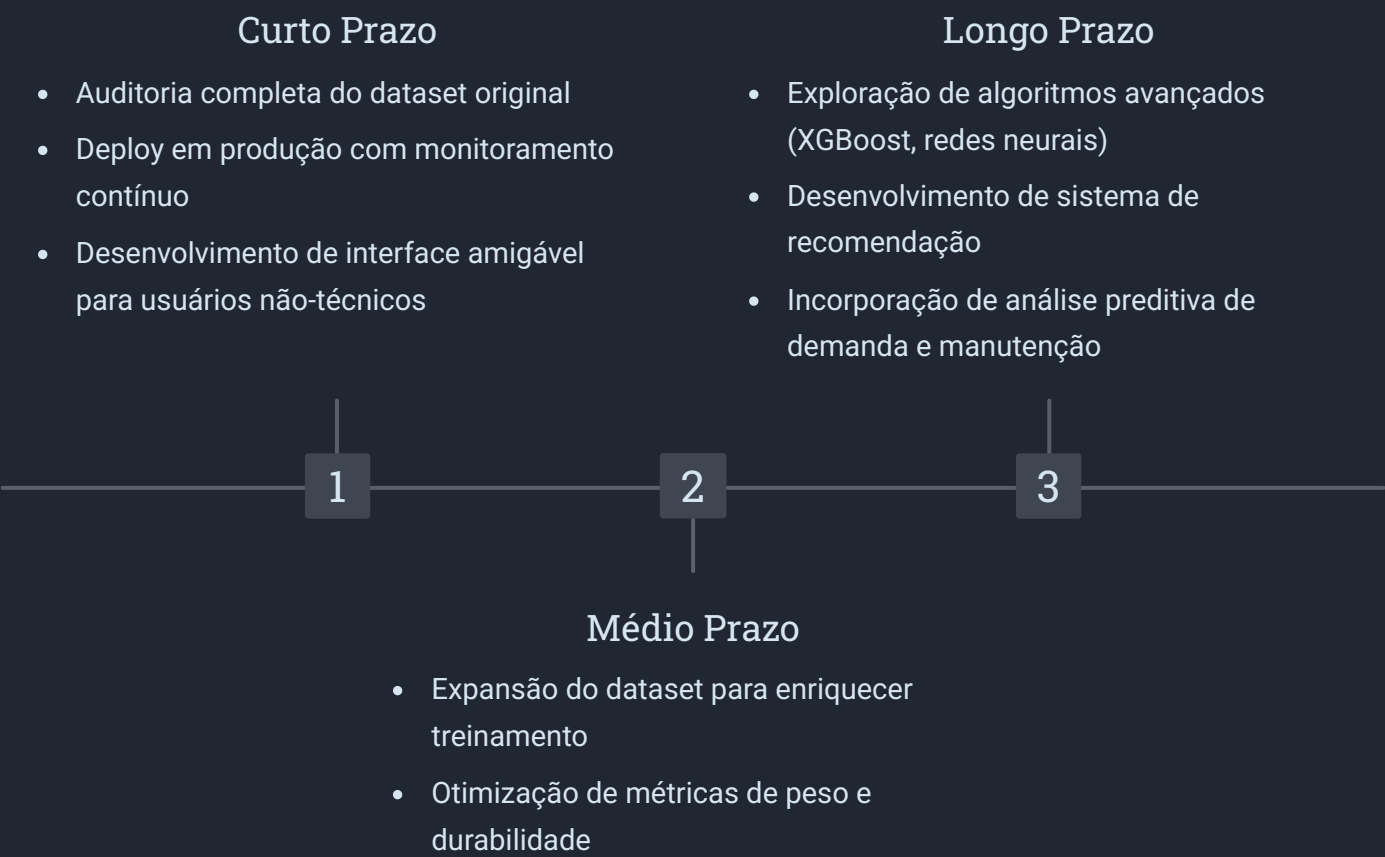 Curto Prazo
• Auditoria completa do dataset original
• Deploy em produção com monitoramento
contínuo
• Desenvolvimento de interface amigável
para usuários não-técnicos
Longo Prazo
• Exploração de algoritmos avançados
(XGBoost, redes neurais)
• Desenvolvimento de sistema de
recomendação
• Incorporação de análise preditiva de
demanda e manutenção
1
2
3
Médio Prazo
• Expansão do dataset para enriquecer
treinamento
• Otimização de métricas de peso e
durabilidade